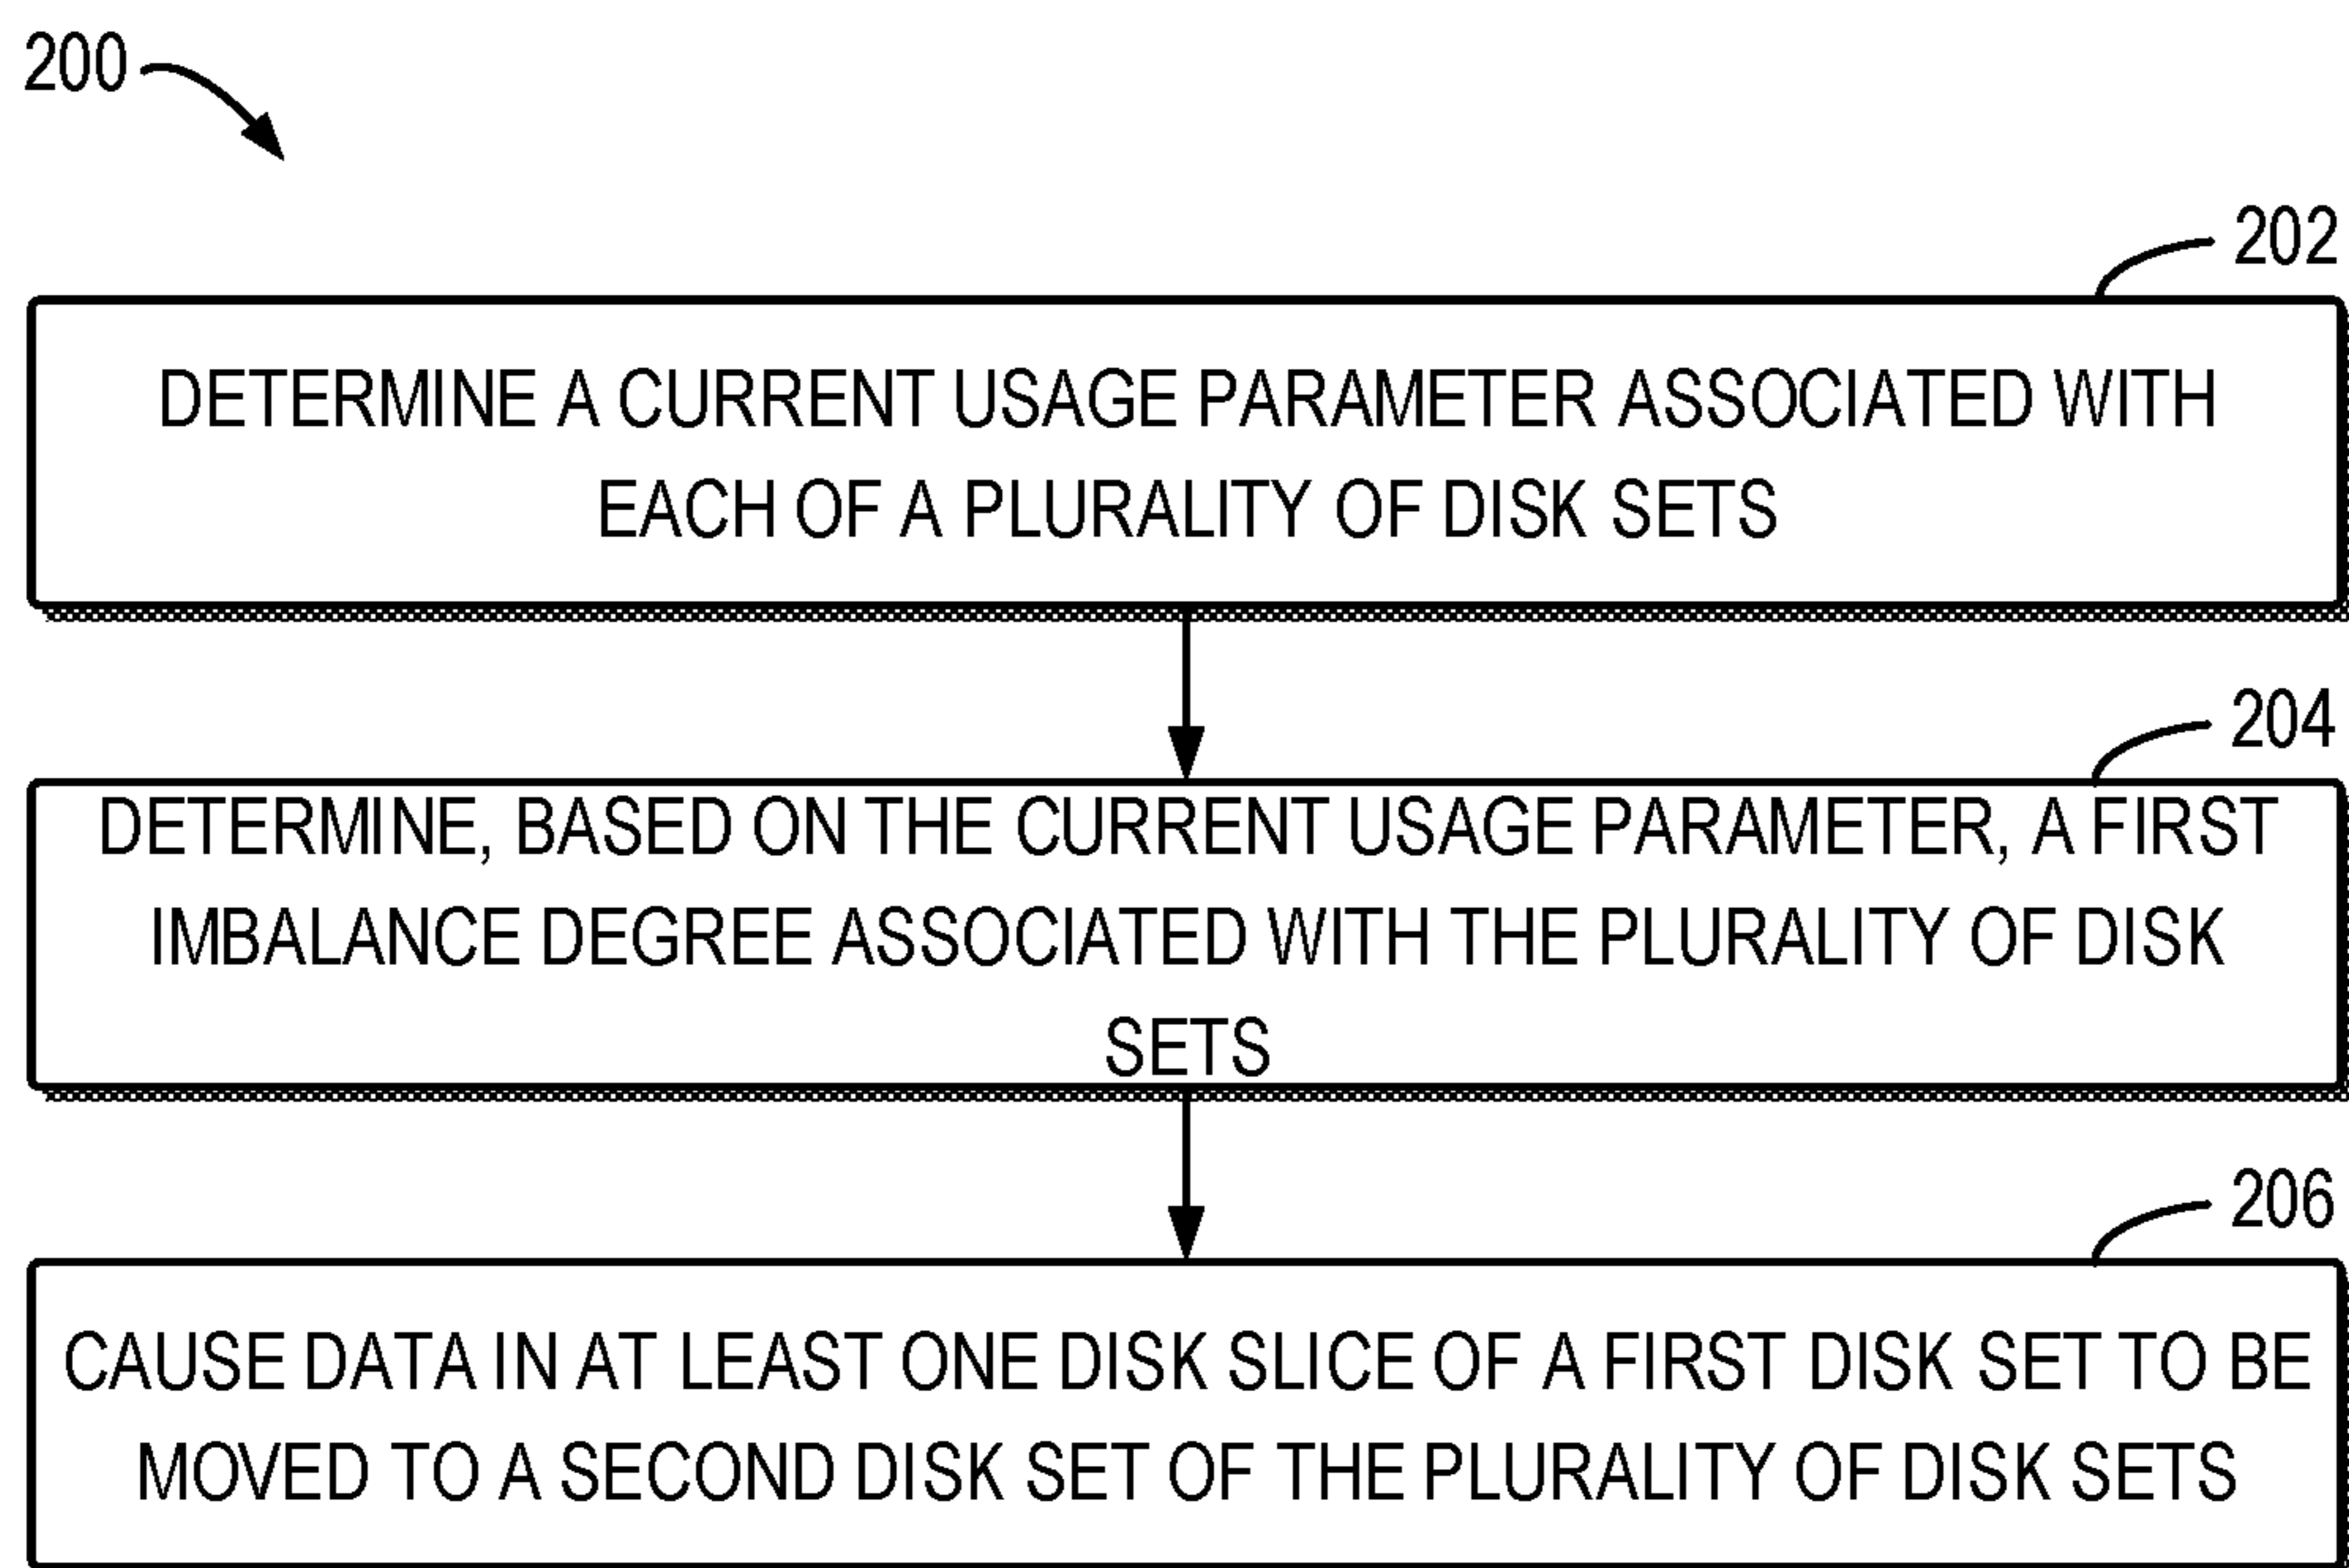 200
202
DETERMINE A CURRENT USAGE PARAMETER ASSOCIATED WITH
EACH OF A PLURALITY OF DISK SETS
204
DETERMINE, BASED ON THE CURRENT USAGE PARAMETER, A FIRST
IMBALANCE DEGREE ASSOCIATED WITH THE PLURALITY OF DISK
SETS
206
CAUSE DATA IN AT LEAST ONE DISK SLICE OF A FIRST DISK SET TO BE
MOVED TO A SECOND DISK SET OF THE PLURALITY OF DISK SETS